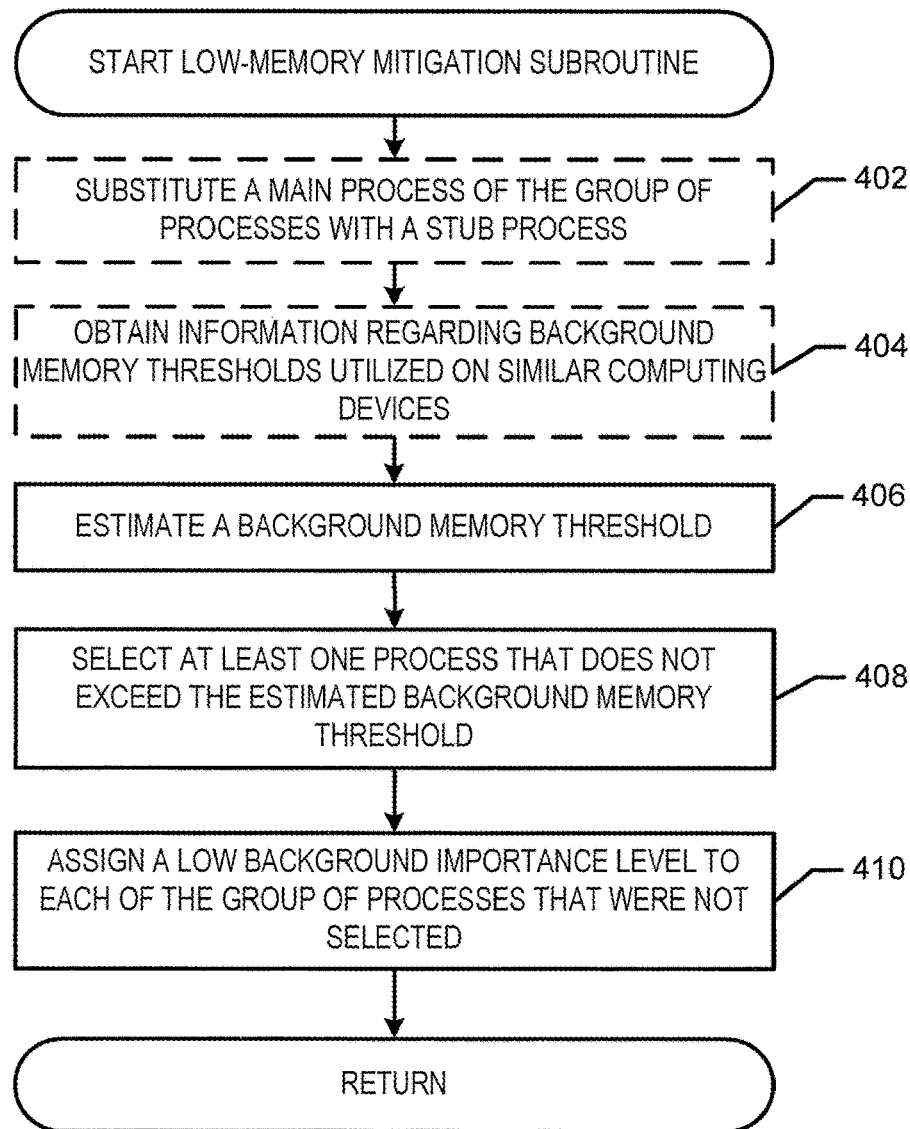 START LOW-MEMORY MITIGATION SUBROUTINE
SUBSTITUTE A MAIN PROCESS OF THE GROUP OF
PROCESSES WITH A STUB PROCESS
402
OBTAIN INFORMATION REGARDING BACKGROUND
MEMORY THRESHOLDS UTILIZED ON SIMILAR COMPUTING
DEVICES
404
ESTIMATE A BACKGROUND MEMORY THRESHOLD
406
SELECT AT LEAST ONE PROCESS THAT DOES NOT
EXCEED THE ESTIMATED BACKGROUND MEMORY
THRESHOLD
408
ASSIGN A LOW BACKGROUND IMPORTANCE LEVEL TO
EACH OF THE GROUP OF PROCESSES THAT WERE NOT
SELECTED
410
RETURN